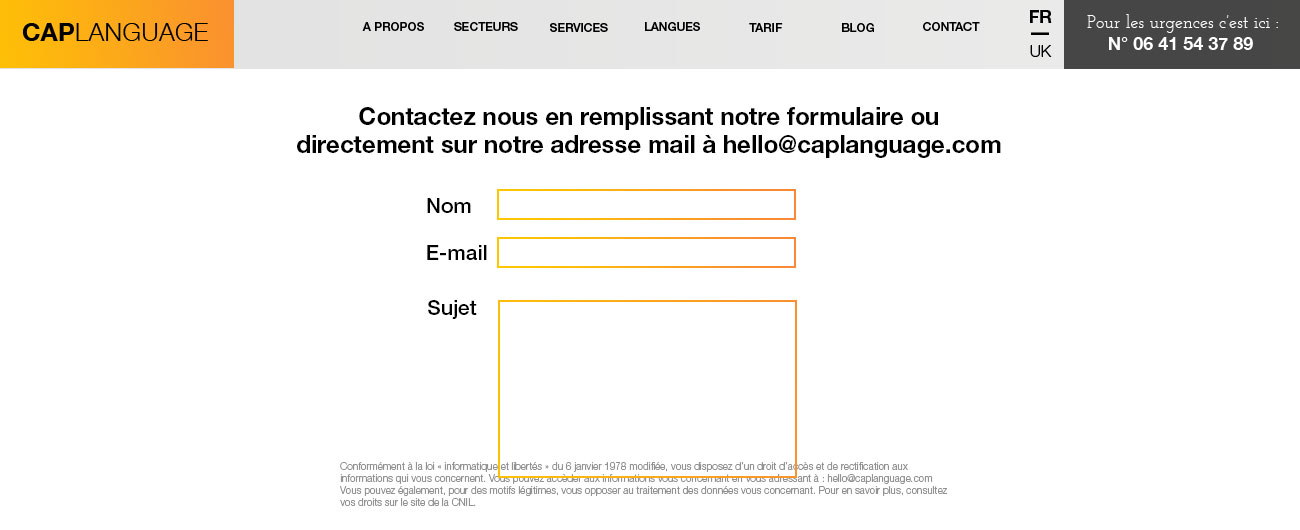 CAPLANGUAGE
A PROPOS
SECTEURS
SERVICES
LANGUES
TARIF
BLOG
CONTACT
FR
UK
Pour les urgences c'est ici :
N° 06 41 54 37 89
Contactez nous en remplissant notre formulaire ou
directement sur notre adresse mail à hello@caplanguage.com
Nom
E-mail
Sujet
Conformément à la loi « informatique et libertés » du 6 janvier 1978 modifiée, vous disposez d'un droit d'accès et de rectification aux
informations qui vous concernent. Vous pouvez accèder aux informations vous concernant en vous adressant à : hello@caplanguage.com
Vous pouvez également, pour des motifs légitimes, vous opposer au traitement des données vous concernant. Pour en savoir plus, consultez
vos droits sur le site de la CNIL.